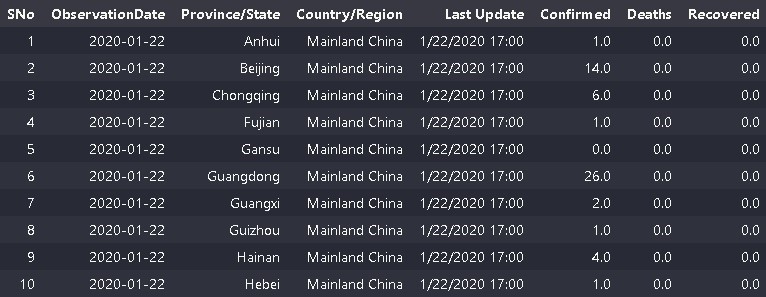 SNo ObservationDate Province/State Country/Region Last Update Confirmed Deaths Recovered
1 2020-01-22 Anhui Mainland China 1/22/2020 17:00 1.0 0.0 0.0
2 2020-01-22 Beijing Mainland China 1/22/2020 17:00 14.0 0.0 0.0
3 2020-01-22 Chongqing Mainland China 1/22/2020 17:00 6.0 0.0 0.0
4 2020-01-22 Fujian Mainland China 1/22/2020 17:00 1.0 0.0 0.0
5 2020-01-22 Gansu Mainland China 1/22/2020 17:00 0.0 0.0 0.0
6 2020-01-22 Guangdong Mainland China 1/22/2020 17:00 26.0 0.0 0.0
7 2020-01-22 Guangxi Mainland China 1/22/2020 17:00 2.0 0.0 0.0
8 2020-01-22 Guizhou Mainland China 1/22/2020 17:00 1.0 0.0 0.0
9 2020-01-22 Hainan Mainland China 1/22/2020 17:00 4.0 0.0 0.0
10 2020-01-22 Hebei Mainland China 1/22/2020 17:00 1.0 0.0 0.0